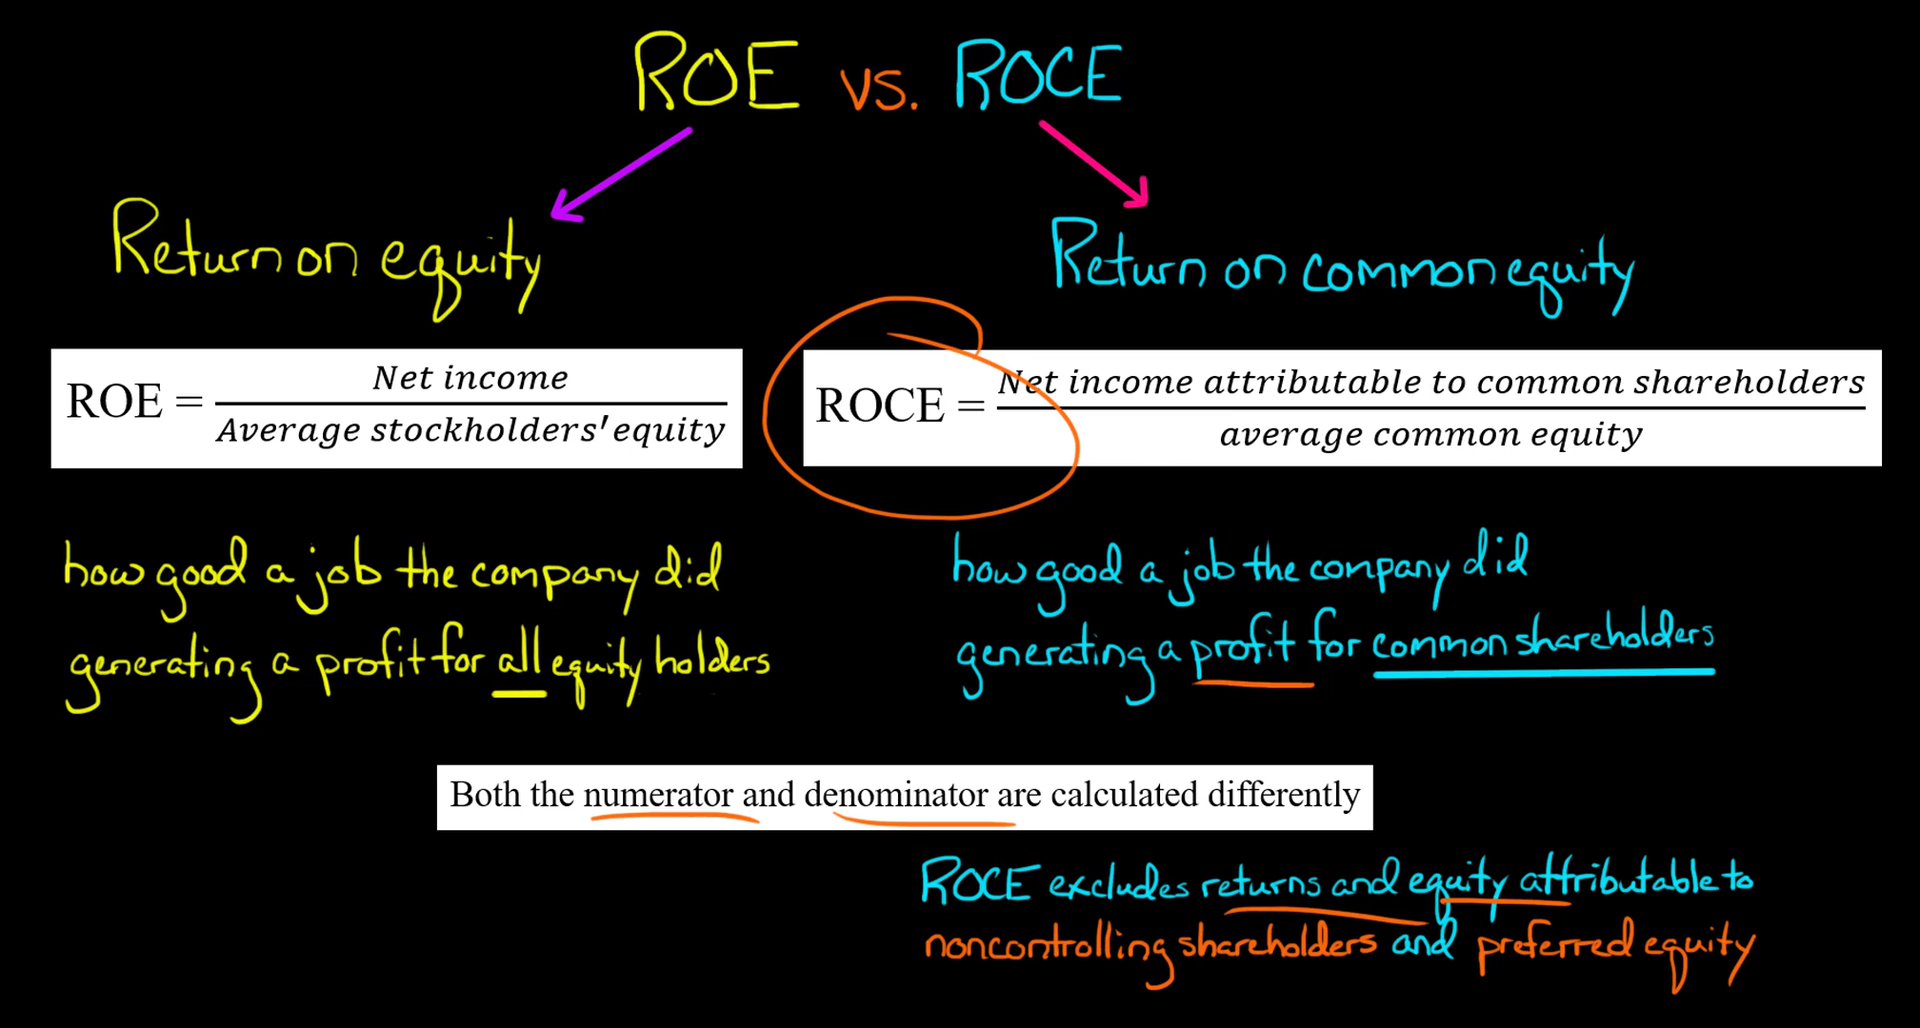 ROE vs. ROCE
Return on equity
Return on common equity
ROE = Net income
Average stockholders' equity
ROCE = Net income attributable to common shareholders
average common equity
how good a job the company did
generating a profit for all equity holders
how good a job the company did
generating a profit for common shareholders
Both the numerator and denominator are calculated differently
ROCE excludes returns and equity attributable to
noncontrolling shareholders and preferred equity